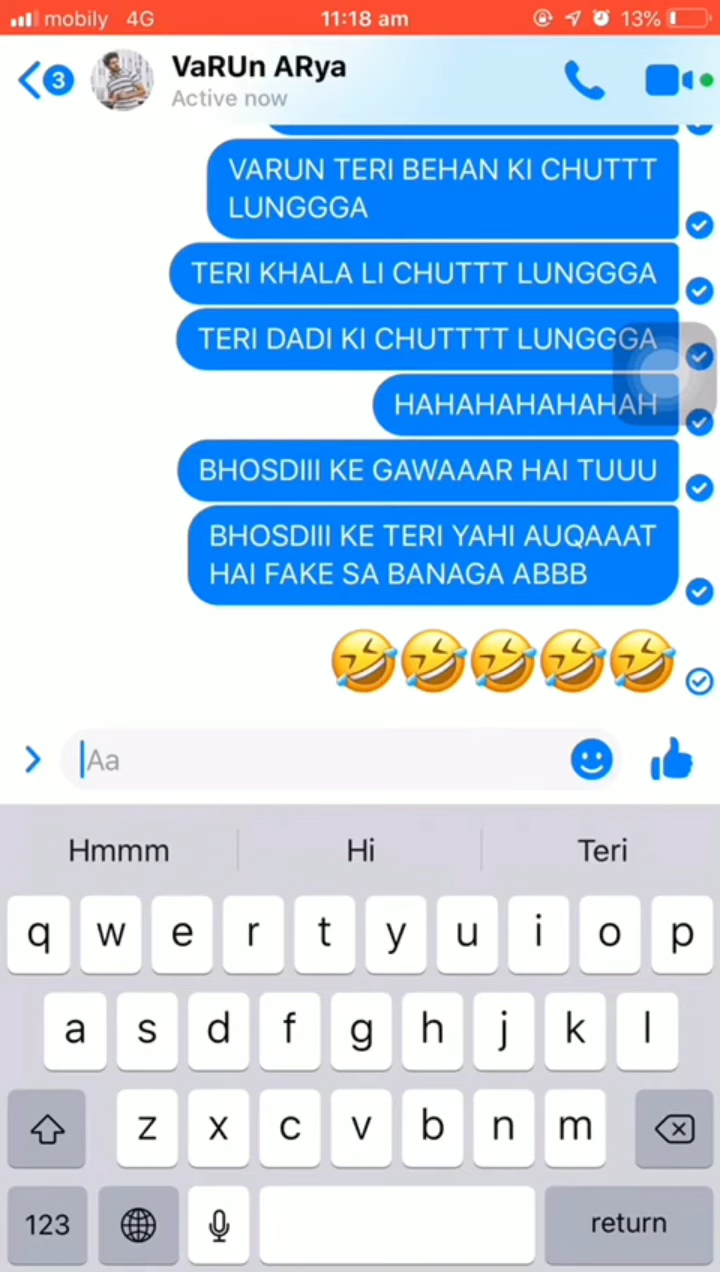 mobily 4G 11:18 am 13%
3 VaRUn ARya
Active now
VARUN TERI BEHAN KI CHUTTT
LUNGGGA
TERI KHALA LI CHUTTT LUNGGGA
TERI DADI KI CHUTTTT LUNGGGA
HAHAHAHAHAHAH
BHOSDIII KE GAWAAAR HAI TUUU
BHOSDIII KE TERI YAHI AUQAAAT
HAI FAKE SA BANAGA ABBB
🤣🤣🤣🤣🤣
Aa
Hmmm Hi Teri
q w e r t y u i o p
a s d f g h j k l
z x c v b n m
123 return